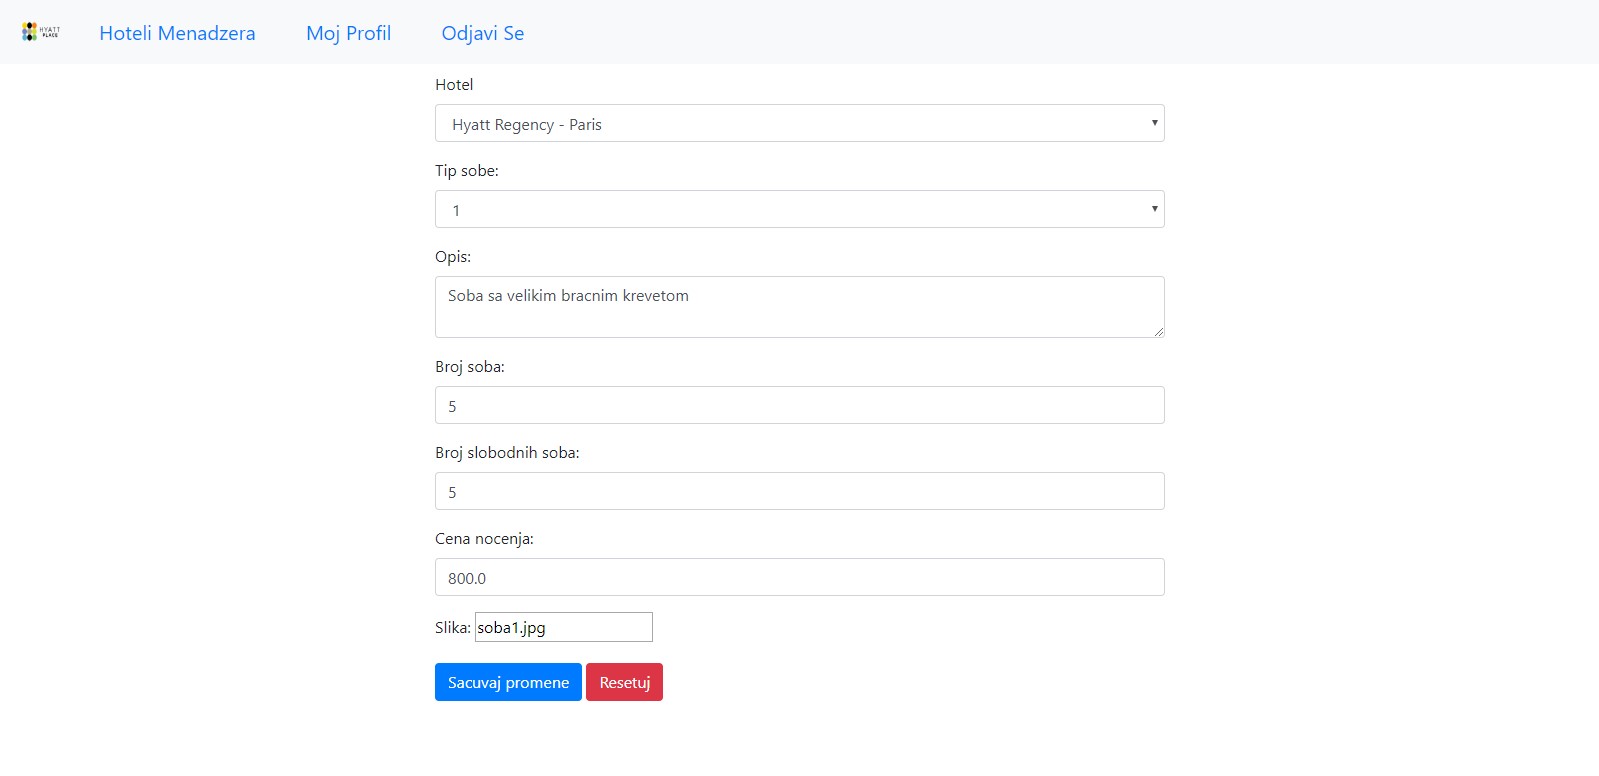 HYATT
PLACE
Hoteli Menadzera
Moj Profil
Odjavi Se
Hotel
Hyatt Regency - Paris
Tip sobe:
1
Opis:
Soba sa velikim bracnim krevetom
Broj soba:
5
Broj slobodnih soba:
5
Cena nocenja:
800.0
Slika: soba1.jpg
Sacuvaj promene Resetuj